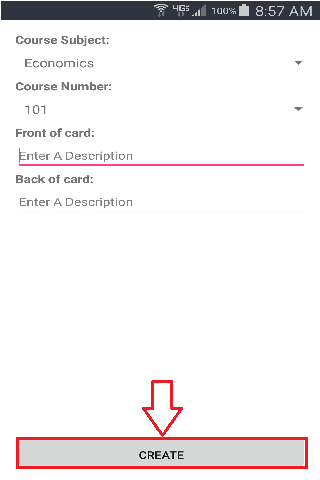 4G 100% 8:57 AM
Course Subject:
Economics
Course Number:
101
Front of card:
Enter A Description
Back of card:
Enter A Description
CREATE